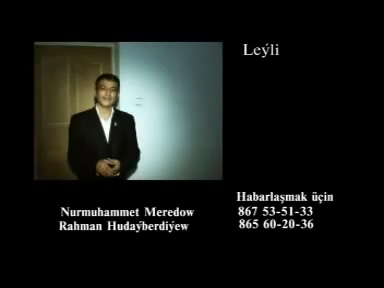 Leýli
Habarlaşmak üçin
867 53-51-33
865 60-20-36
Nurmuhammet Meredow
Rahman Hudaýberdiýew